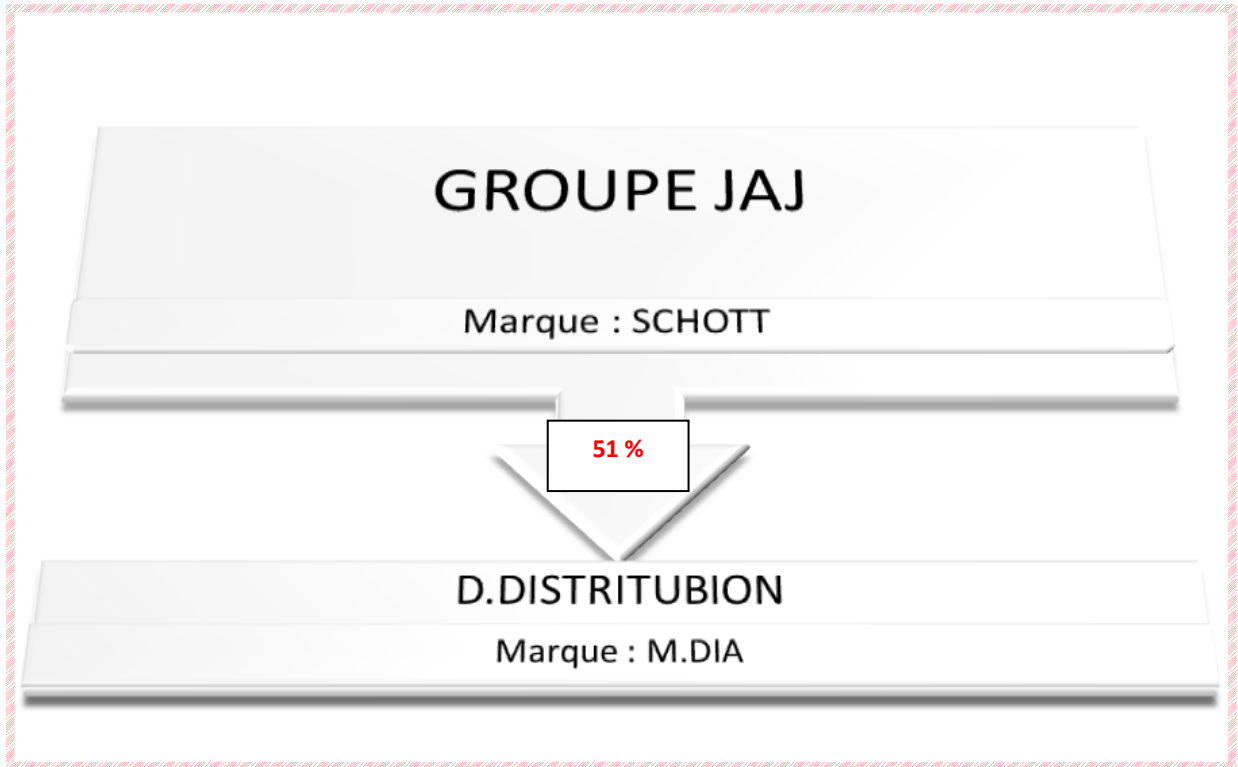 GROUPE JAJ
Marque : SCHOTT
51 %
D.DISTRITUBION
Marque : M.DIA